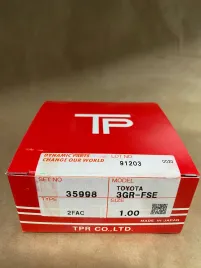 TP
DYNAMIC PARTS
CHANGE OUR WORLD
LOT NO
91203
SET NO
35998
MODEL
TOYOTA
3GR-FSE
TYPE
2FAC
SIZE
1.00
MADE IN JAPAN
TPR CO.,LTD.